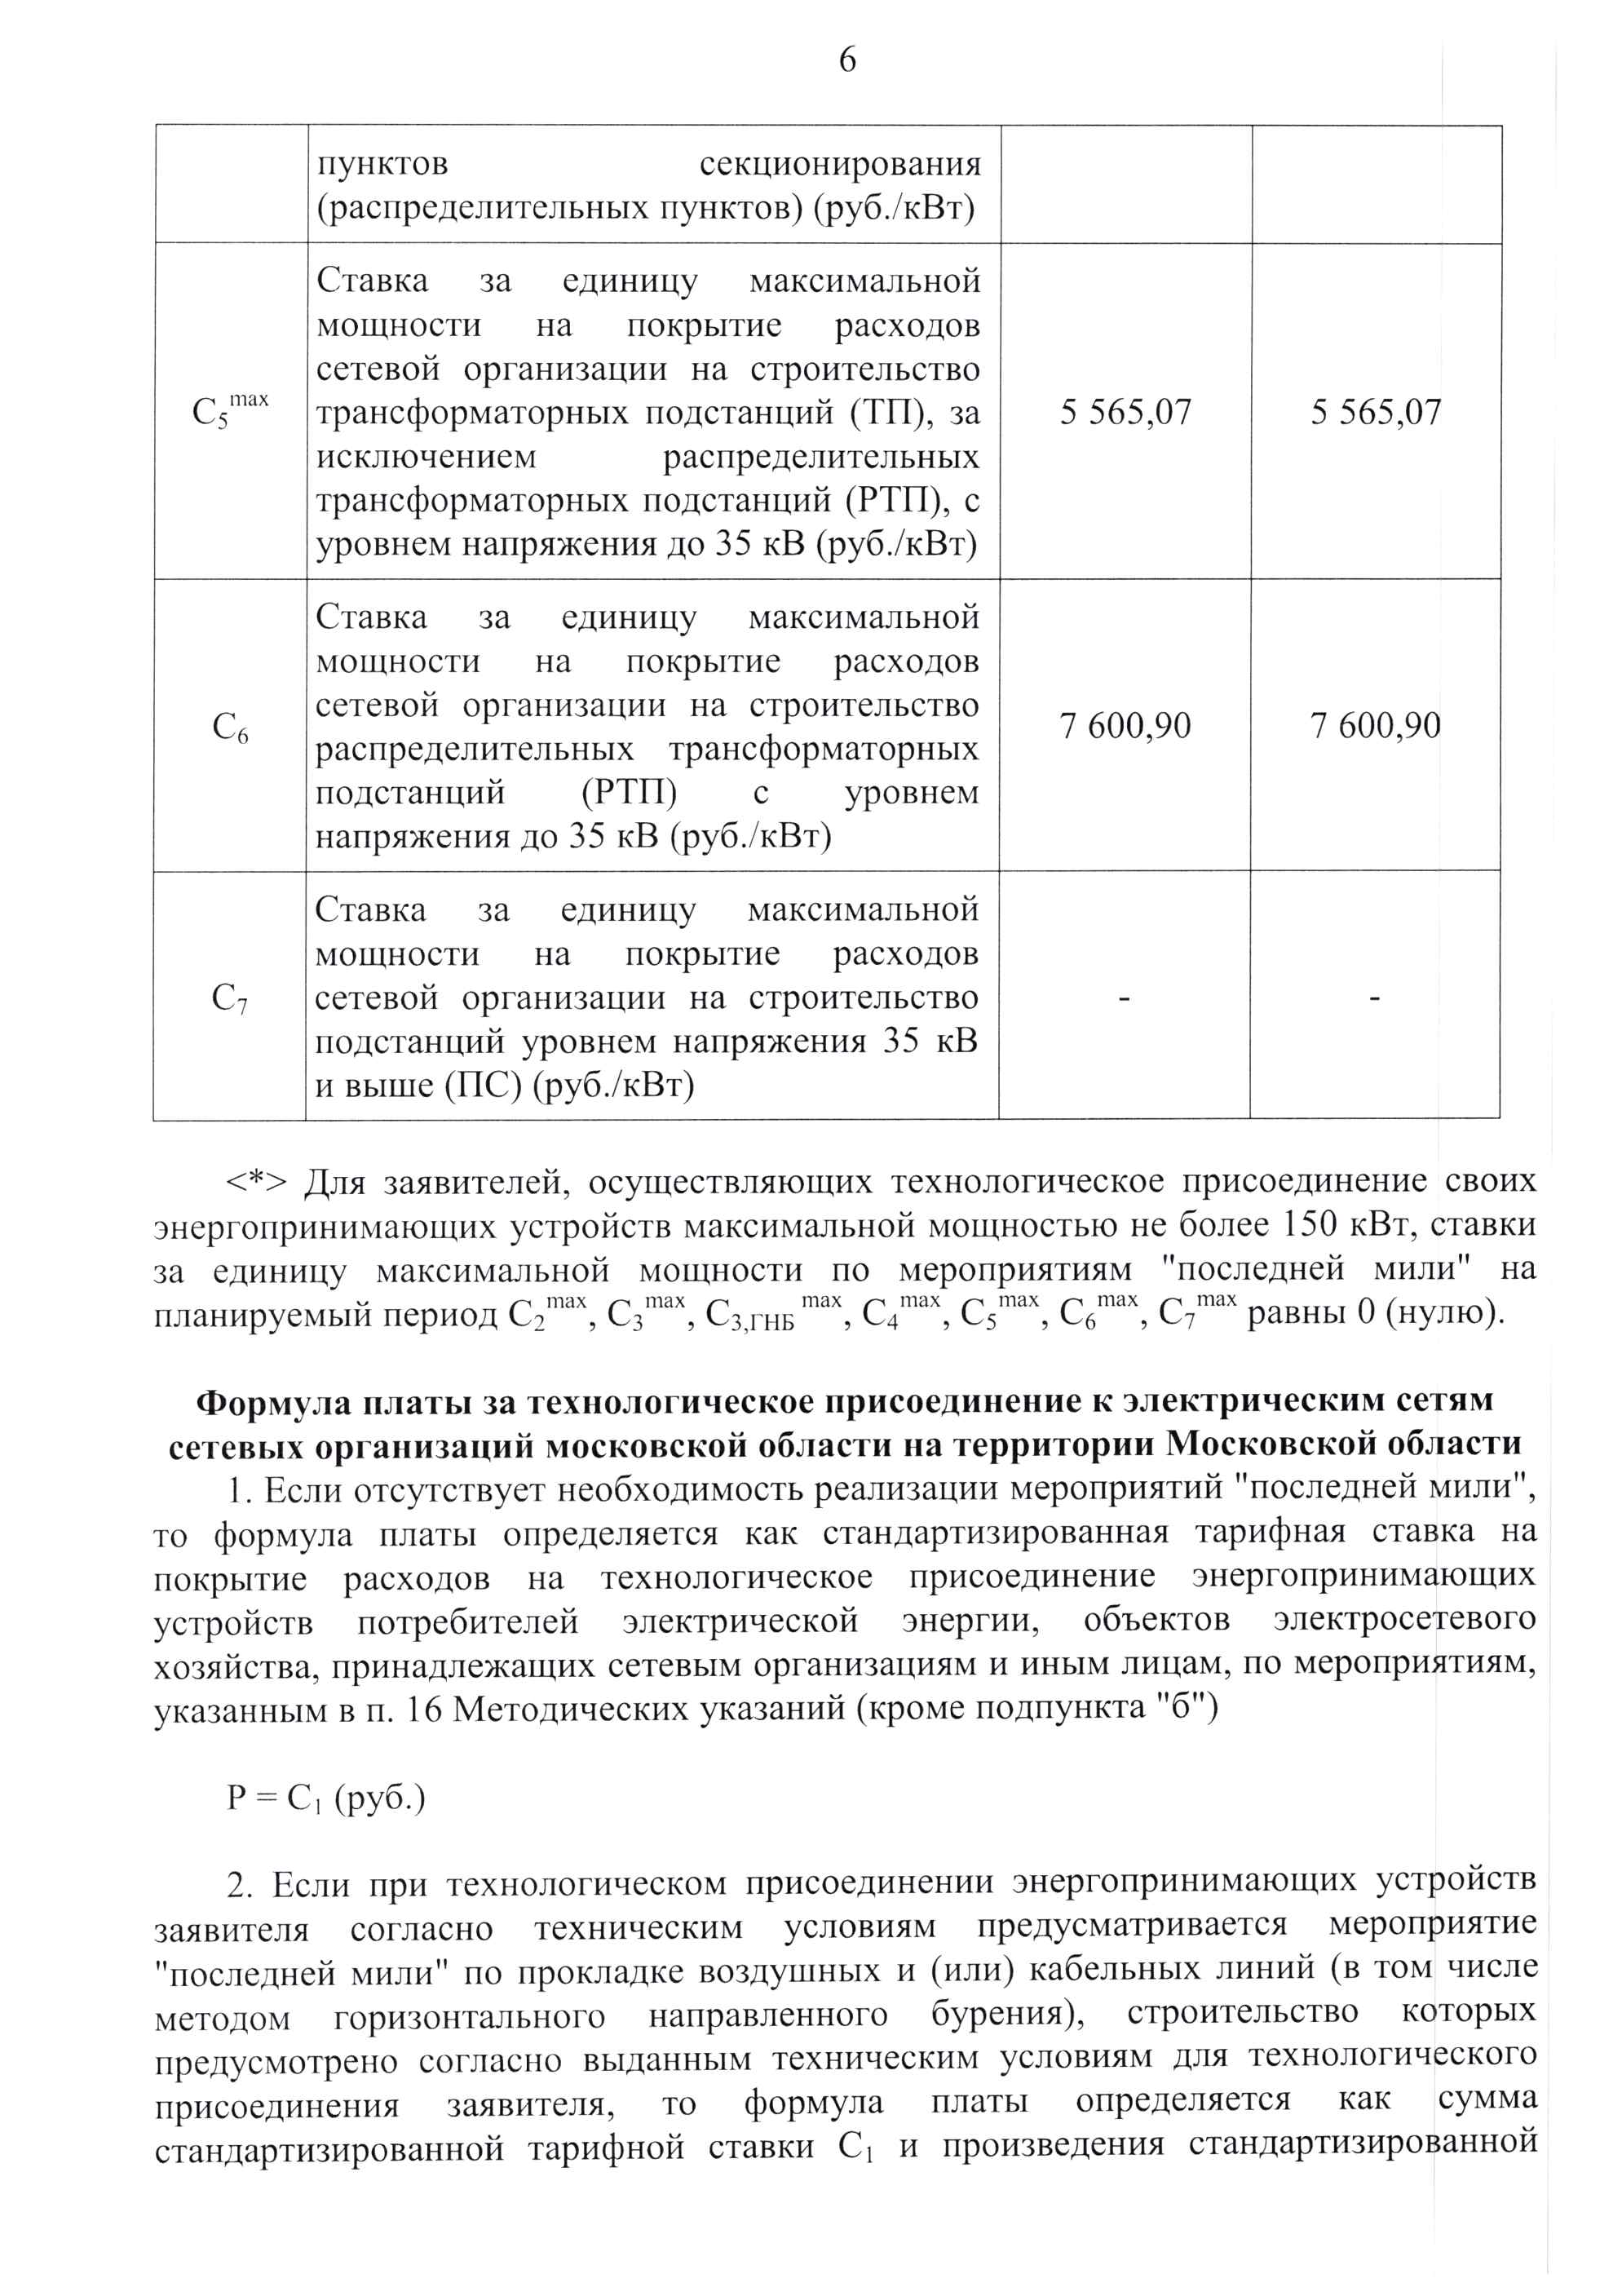 6
пунктов секционирования
(распределительных пунктов) (руб./кВт)
Ставка за единицу максимальной
мощности на покрытие расходов
сетевой организации на строительство
C5max трансформаторных подстанций (ТП), за 5 565,07 5 565,07
исключением распределительных
трансформаторных подстанций (РТП), с
уровнем напряжения до 35 кВ (руб./кВт)
Ставка за единицу максимальной
мощности на покрытие расходов
сетевой организации на строительство
C6 7 600,90 7 600,90
распределительных трансформаторных
подстанций (РТП) с уровнем
напряжения до 35 кВ (руб./кВт)
Ставка за единицу максимальной
мощности на покрытие расходов
C7 сетевой организации на строительство - -
подстанций уровнем напряжения 35 кВ
и выше (ПС) (руб./кВт)
<*> Для заявителей, осуществляющих технологическое присоединение своих
энергопринимающих устройств максимальной мощностью не более 150 кВт, ставки
за единицу максимальной мощности по мероприятиям "последней мили" на
планируемый период C2max, C3max, C3,ГНБmax, C4max, C5max, C6max, C7max равны 0 (нулю).
Формула платы за технологическое присоединение к электрическим сетям
сетевых организаций московской области на территории Московской области
1. Если отсутствует необходимость реализации мероприятий "последней мили",
то формула платы определяется как стандартизированная тарифная ставка на
покрытие расходов на технологическое присоединение энергопринимающих
устройств потребителей электрической энергии, объектов электросетевого
хозяйства, принадлежащих сетевым организациям и иным лицам, по мероприятиям,
указанным в п. 16 Методических указаний (кроме подпункта "б")
P = C1 (руб.)
2. Если при технологическом присоединении энергопринимающих устройств
заявителя согласно техническим условиям предусматривается мероприятие
"последней мили" по прокладке воздушных и (или) кабельных линий (в том числе
методом горизонтального направленного бурения), строительство которых
предусмотрено согласно выданным техническим условиям для технологического
присоединения заявителя, то формула платы определяется как сумма
стандартизированной тарифной ставки C1 и произведения стандартизированной